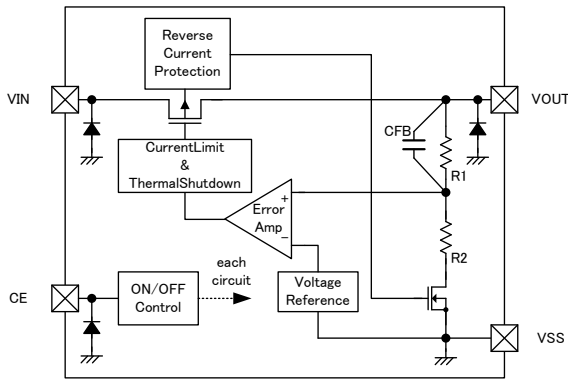 Reverse
Current
Protection
VIN
VOUT
CFB
R1
CurrentLimit
&
ThermalShutdown
+
Error
Amp
−
R2
each
circuit
Voltage
Reference
CE
ON/OFF
Control
VSS